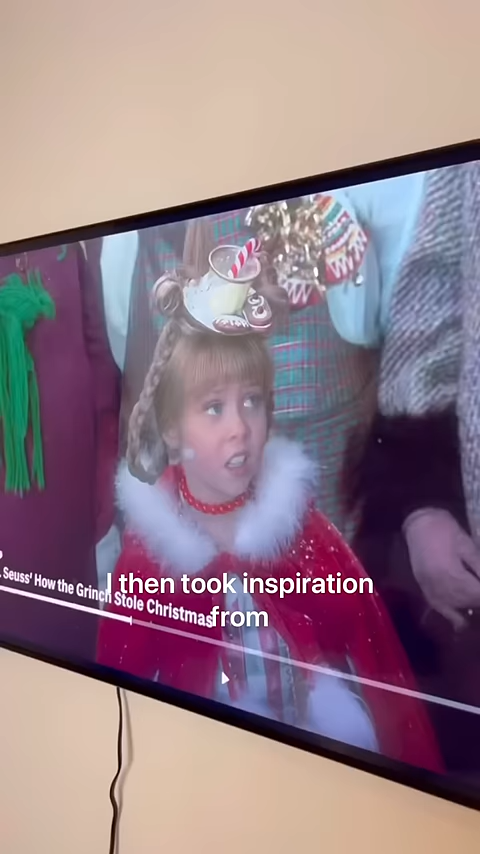 . Seuss' How the Grinch Stole Christmas
I then took inspiration
from